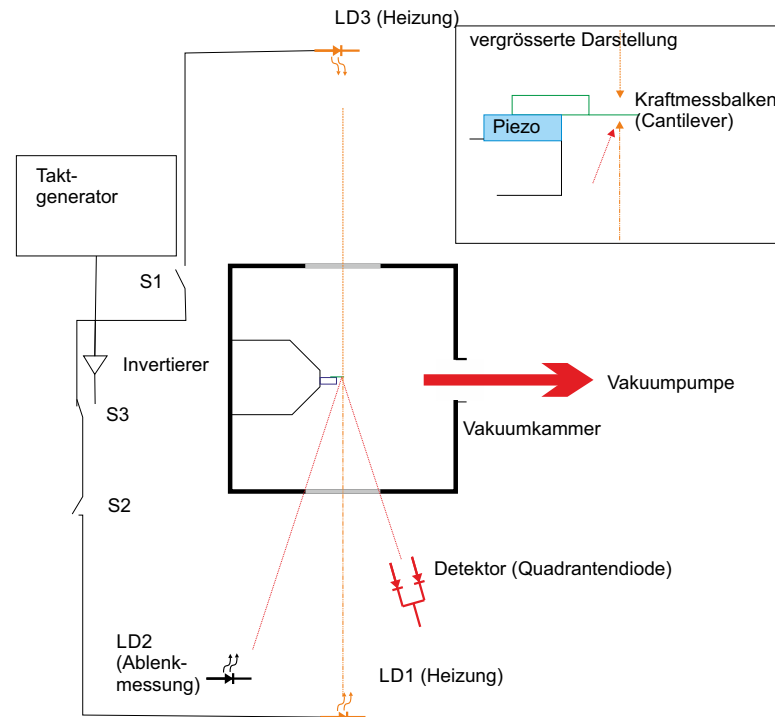 LD3 (Heizung)
vergrösserte Darstellung
Kraftmessbalken
(Cantilever)
Piezo
Takt-
generator
S1
Invertierer
S3
Vakuumpumpe
Vakuumkammer
S2
Detektor (Quadrantendiode)
LD2
(Ablenk-
messung)
LD1 (Heizung)